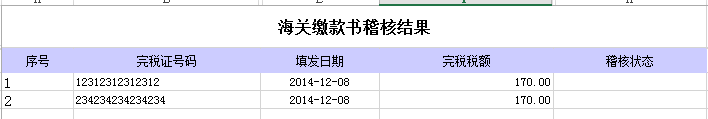 海关缴款书稽核结果
序号 完税证号码 填发日期 完税税额 稽核状态
1 12312312312312 2014-12-08 170.00
2 234234234234234 2014-12-08 170.00